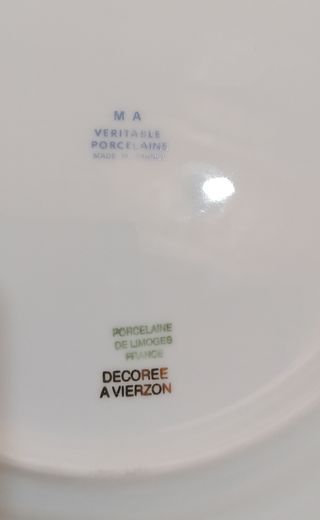 M A
VERITABLE
PORCELAINE
MADE IN FRANCE
PORCELAINE
DE LIMOGES
FRANCE
DECOREE
A VIERZON